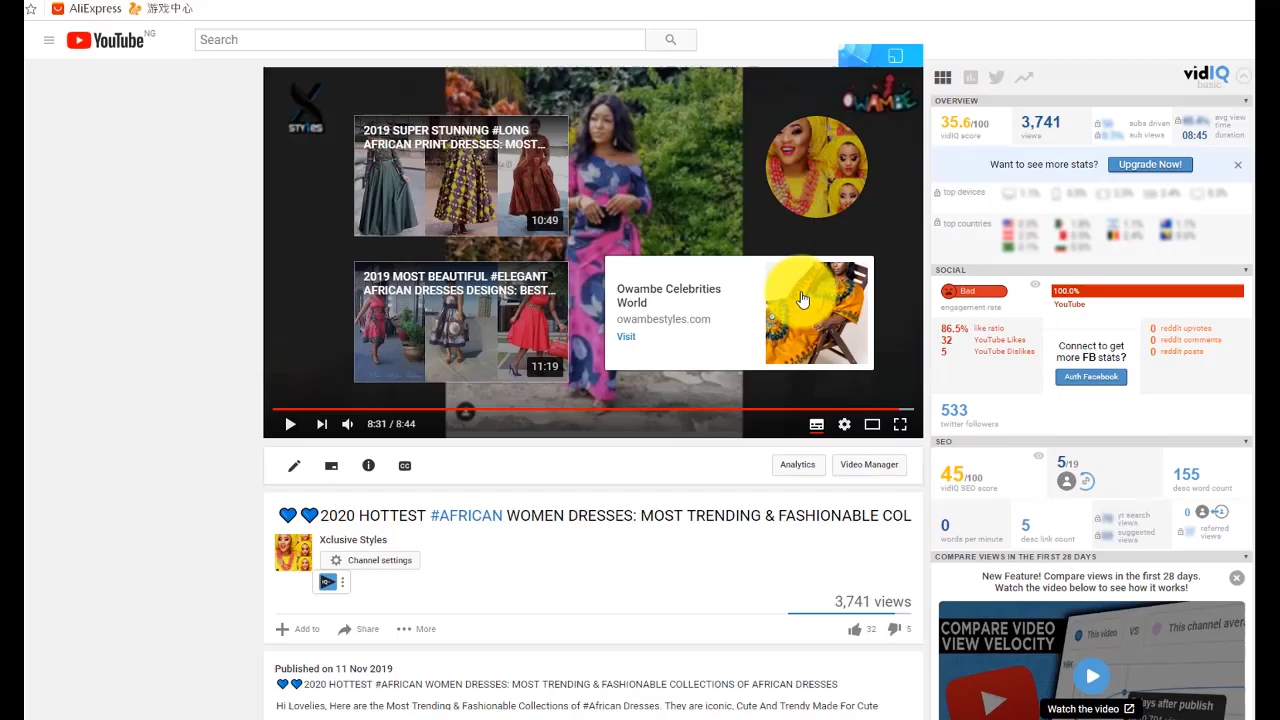 AliExpress
游戏中心
YouTube NG
Search
STYLES
OWAMBE
2019 SUPER STUNNING #LONG
AFRICAN PRINT DRESSES: MOST...
10:49
2019 MOST BEAUTIFUL #ELEGANT
AFRICAN DRESSES DESIGNS: BEST...
11:19
Owambe Celebrities
World
owambestyles.com
Visit
8:31 / 8:44
Analytics
Video Manager
💙💙2020 HOTTEST #AFRICAN WOMEN DRESSES: MOST TRENDING & FASHIONABLE COL
Xclusive Styles
Channel settings
3,741 views
Add to
Share
More
32
5
Published on 11 Nov 2019
💙💙2020 HOTTEST #AFRICAN WOMEN DRESSES: MOST TRENDING & FASHIONABLE COLLECTIONS OF AFRICAN DRESSES
Hi Lovelies, Here are the Most Trending & Fashionable Collections of #African Dresses. They are iconic, Cute And Trendy Made For Cute
vidIQ
basic
OVERVIEW
35.6/100
vidIQ score
3,741
views
subs driven
sub views
avg view
time
08:45
duration
Want to see more stats?
Upgrade Now!
top devices
top countries
SOCIAL
Bad
engagement rate
100.0%
YouTube
86.5% like ratio
32 YouTube Likes
5 YouTube Dislikes
Connect to get
more FB stats?
Auth Facebook
0 reddit upvotes
0 reddit comments
0 reddit posts
533
twitter followers
SEO
45/100
vidIQ SEO score
5/19
155
desc word count
0
words per minute
5
desc link count
yt search
views
suggested
views
0
referred
views
COMPARE VIEWS IN THE FIRST 28 DAYS
New Feature! Compare views in the first 28 days.
Watch the video below to see how it works!
COMPARE VIDEO
VIEW VELOCITY
This video
VS
This channel aver
days after publish
Watch the video